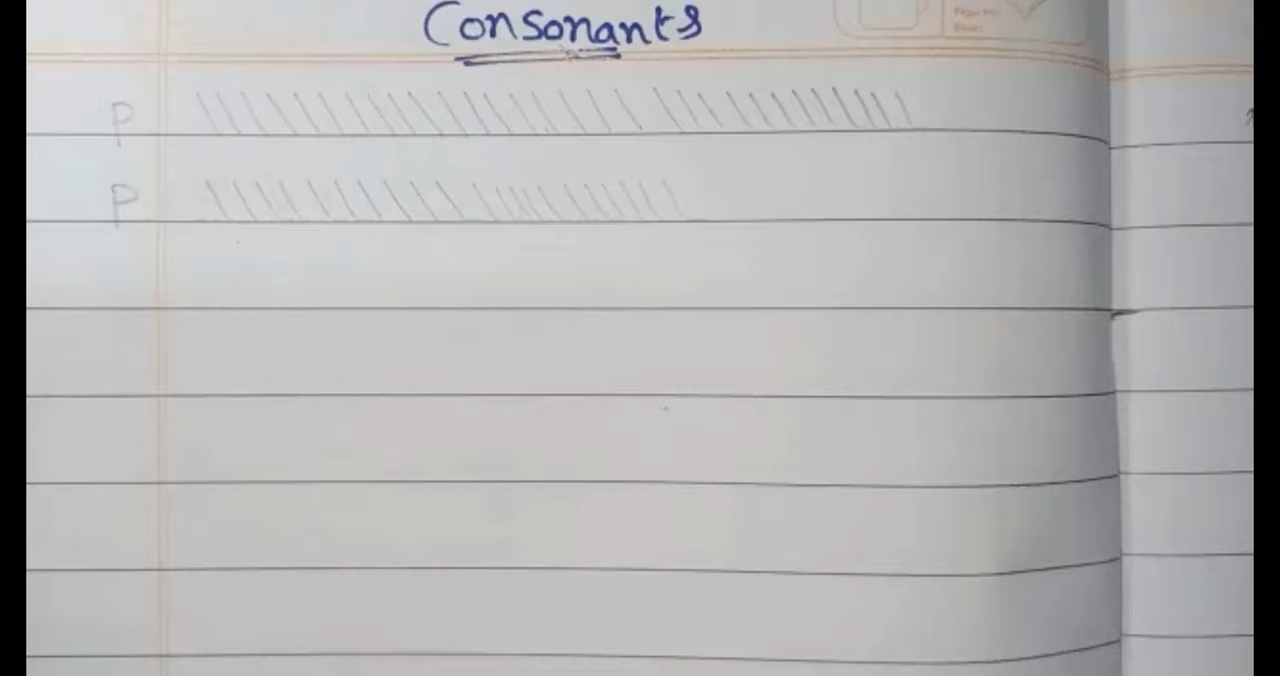 Consonants
P \ \ \ \ \ \ \ \ \ \ \ \ \ \ \ \ \ \ \ \ \ \ \ \ \ \ \ \ \ \ \
P \ \ \ \ \ \ \ \ \ \ \ \ \ \ \ \ \ \ \ \ \